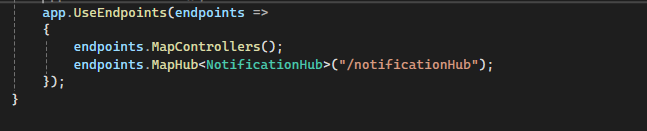 app.UseEndpoints(endpoints =>
{
    endpoints.MapControllers();
    endpoints.MapHub<NotificationHub>("/notificationHub");
});
}